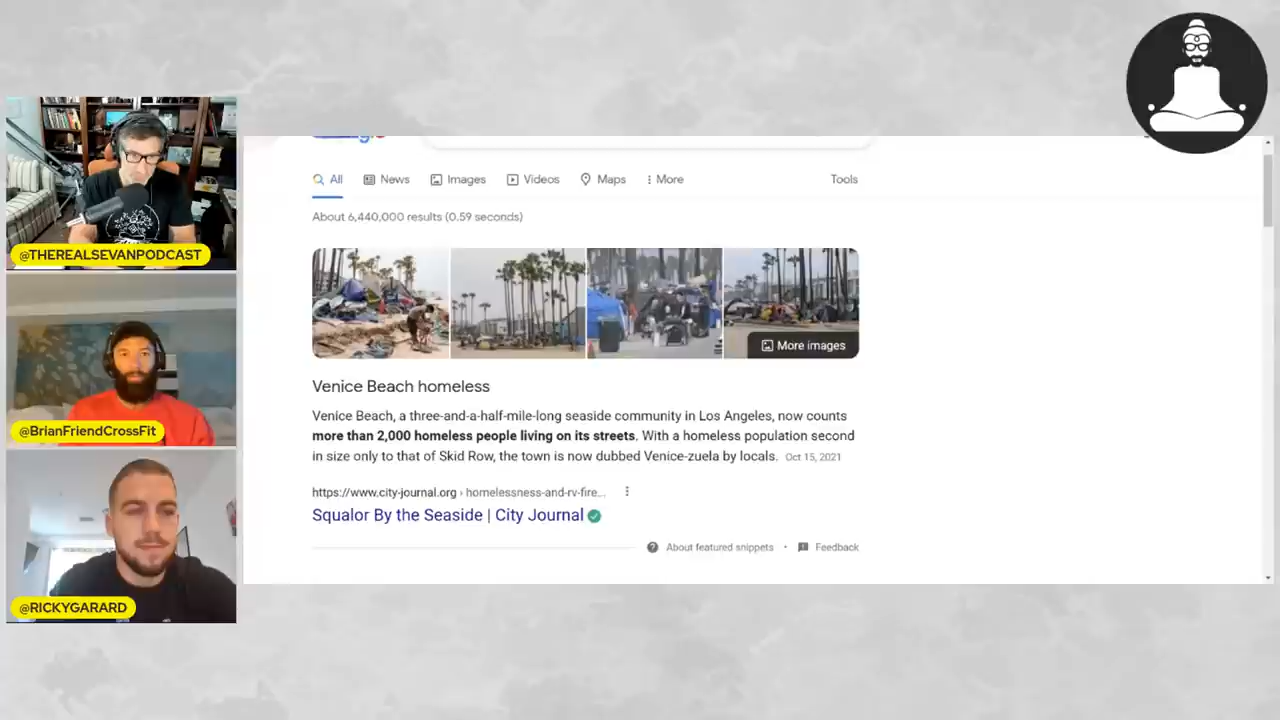 @THEREALSEVANPODCAST
@BrianFriendCrossFit
@RICKYGARARD
All News Images Videos Maps More Tools
About 6,440,000 results (0.59 seconds)
More images
Venice Beach homeless
Venice Beach, a three-and-a-half-mile-long seaside community in Los Angeles, now counts
more than 2,000 homeless people living on its streets. With a homeless population second
in size only to that of Skid Row, the town is now dubbed Venice-zuela by locals. Oct 15, 2021
https://www.city-journal.org › homelessness-and-rv-fire...
Squalor By the Seaside | City Journal
About featured snippets • Feedback